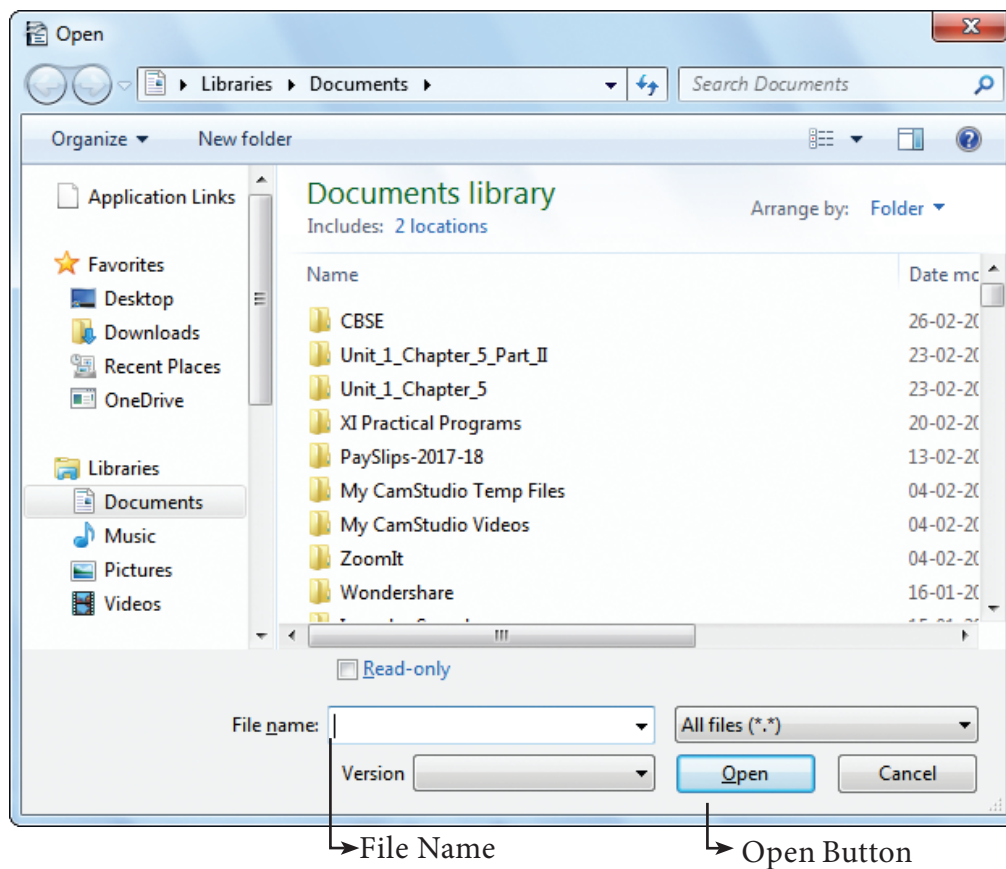 Open
Libraries Documents
Search Documents
Organize New folder
Application Links
Favorites
Desktop
Downloads
Recent Places
OneDrive
Libraries
Documents
Music
Pictures
Videos
Documents library
Includes: 2 locations
Arrange by: Folder
Name Date mo
CBSE 26-02-20
Unit_1_Chapter_5_Part_II 23-02-20
Unit_1_Chapter_5 23-02-20
XI Practical Programs 20-02-20
PaySlips-2017-18 13-02-20
My CamStudio Temp Files 04-02-20
My CamStudio Videos 04-02-20
ZoomIt 04-02-20
Wondershare 16-01-20
Read-only
File name: All files (*.*)
Version Open Cancel
File Name Open Button